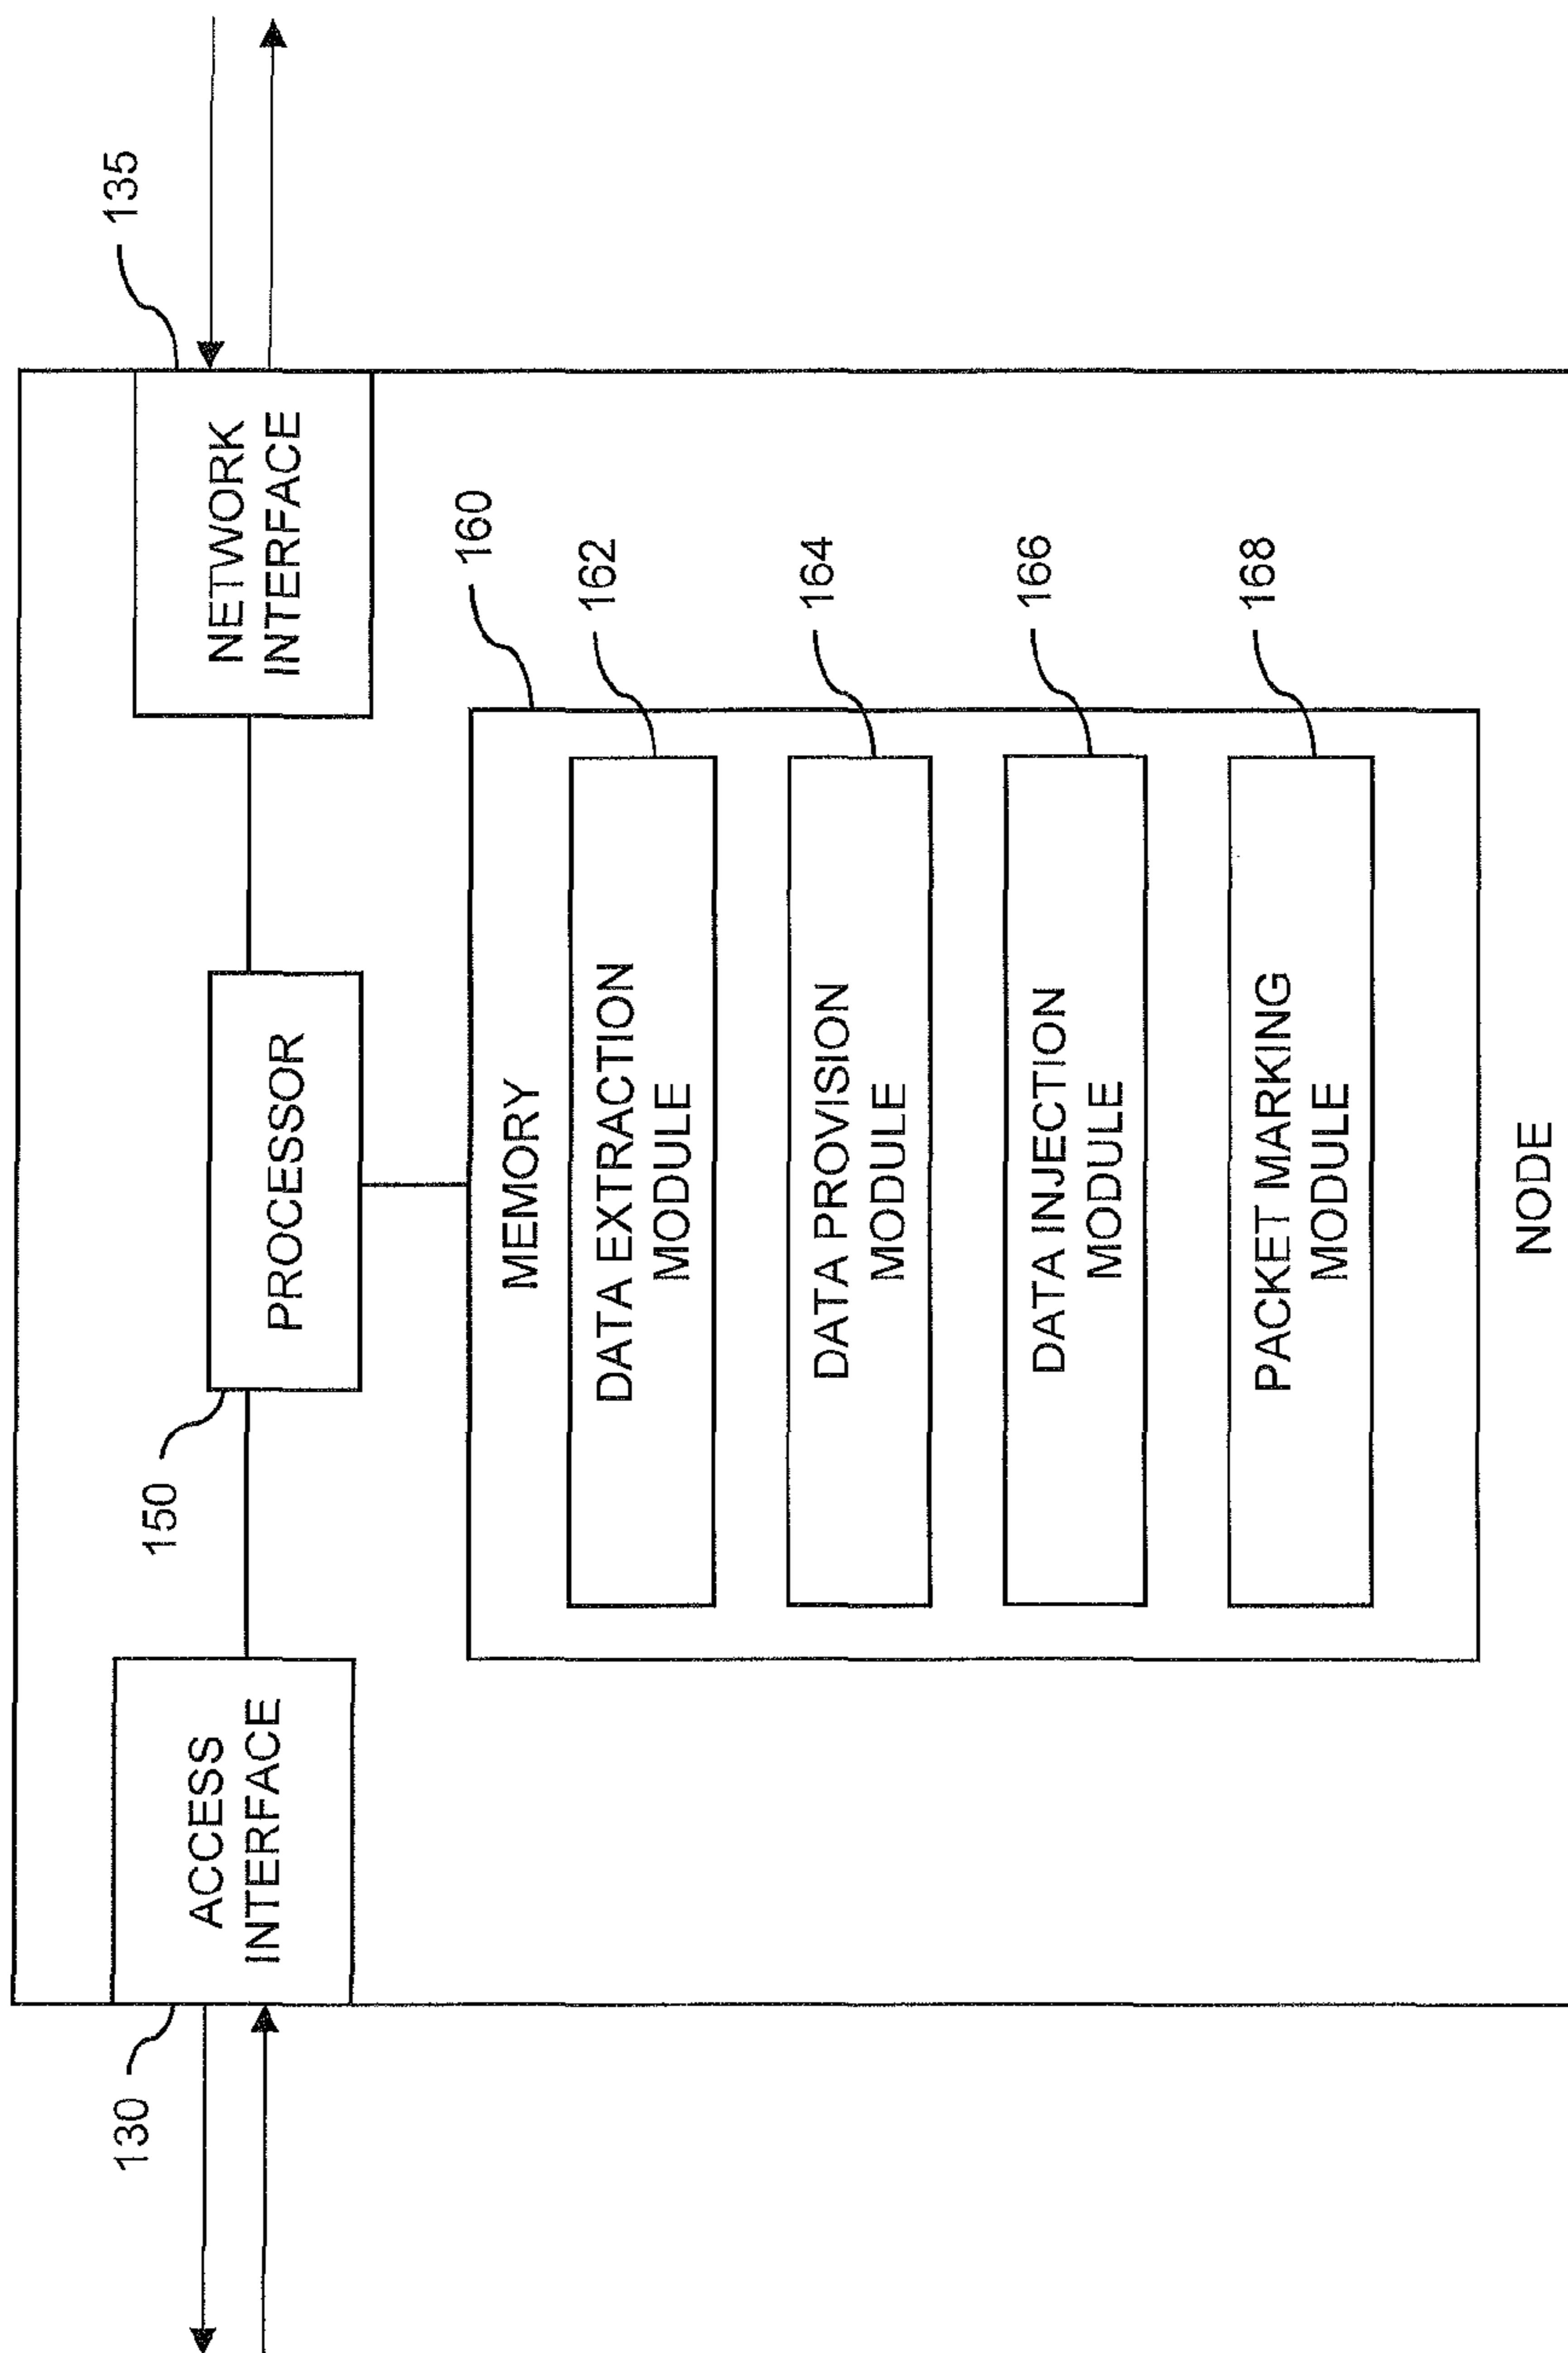 130
ACCESS
INTERFACE
150
PROCESSOR
135
NETWORK
INTERFACE
160
MEMORY
162
DATA EXTRACTION
MODULE
164
DATA PROVISION
MODULE
166
DATA INJECTION
MODULE
168
PACKET MARKING
MODULE
NODE